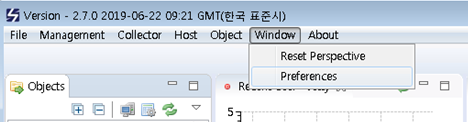 Version - 2.7.0 2019-06-22 09:21 GMT(한국 표준시)
File Management Collector Host Object Window About
Reset Perspective
Preferences
Objects
5